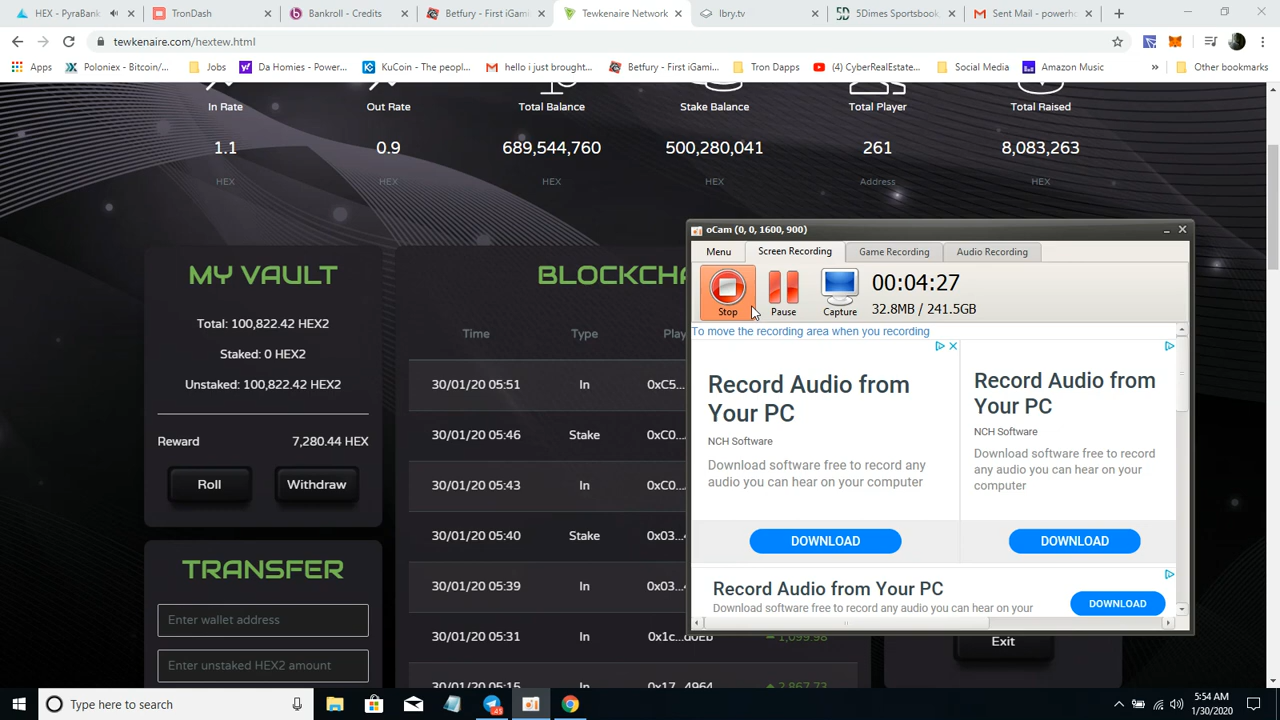 HEX - PyraBank
TronDash
Bankroll - Credits
Betfury - First iGami
Tewkenaire Network
lbry.tv
5Dimes Sportsbook,
Sent Mail - powerho
tewkenaire.com/hextew.html
Apps
Poloniex - Bitcoin/...
Jobs
Da Homies - Power...
KuCoin - The peopl...
hello i just brought...
Betfury - First iGami...
Tron Dapps
(4) CyberRealEstate...
Social Media
Amazon Music
»
Other bookmarks
In Rate
Out Rate
Total Balance
Stake Balance
Total Player
Total Raised
1.1
0.9
689,544,760
500,280,041
261
8,083,263
HEX
HEX
HEX
HEX
Address
HEX
MY VAULT
Total: 100,822.42 HEX2
Staked: 0 HEX2
Unstaked: 100,822.42 HEX2
Reward
7,280.44 HEX
Roll
Withdraw
TRANSFER
Enter wallet address
Enter unstaked HEX2 amount
BLOCKCHA
Time
Type
Play
30/01/20 05:51
In
0xC5...
30/01/20 05:46
Stake
0xC0...
30/01/20 05:43
In
0xC0...
30/01/20 05:40
Stake
0x03...
30/01/20 05:39
In
0x03...
30/01/20 05:31
In
30/01/20 05:15
In
Exit
oCam (0, 0, 1600, 900)
Menu
Screen Recording
Game Recording
Audio Recording
Stop
Pause
Capture
00:04:27
32.8MB / 241.5GB
To move the recording area when you recording
Record Audio from
Your PC
NCH Software
Download software free to record any
audio you can hear on your computer
DOWNLOAD
Record Audio from
Your PC
NCH Software
Download software free to record
any audio you can hear on your
computer
DOWNLOAD
Record Audio from Your PC
Download software free to record any audio you can hear on your
DOWNLOAD
Type here to search
5:54 AM
1/30/2020